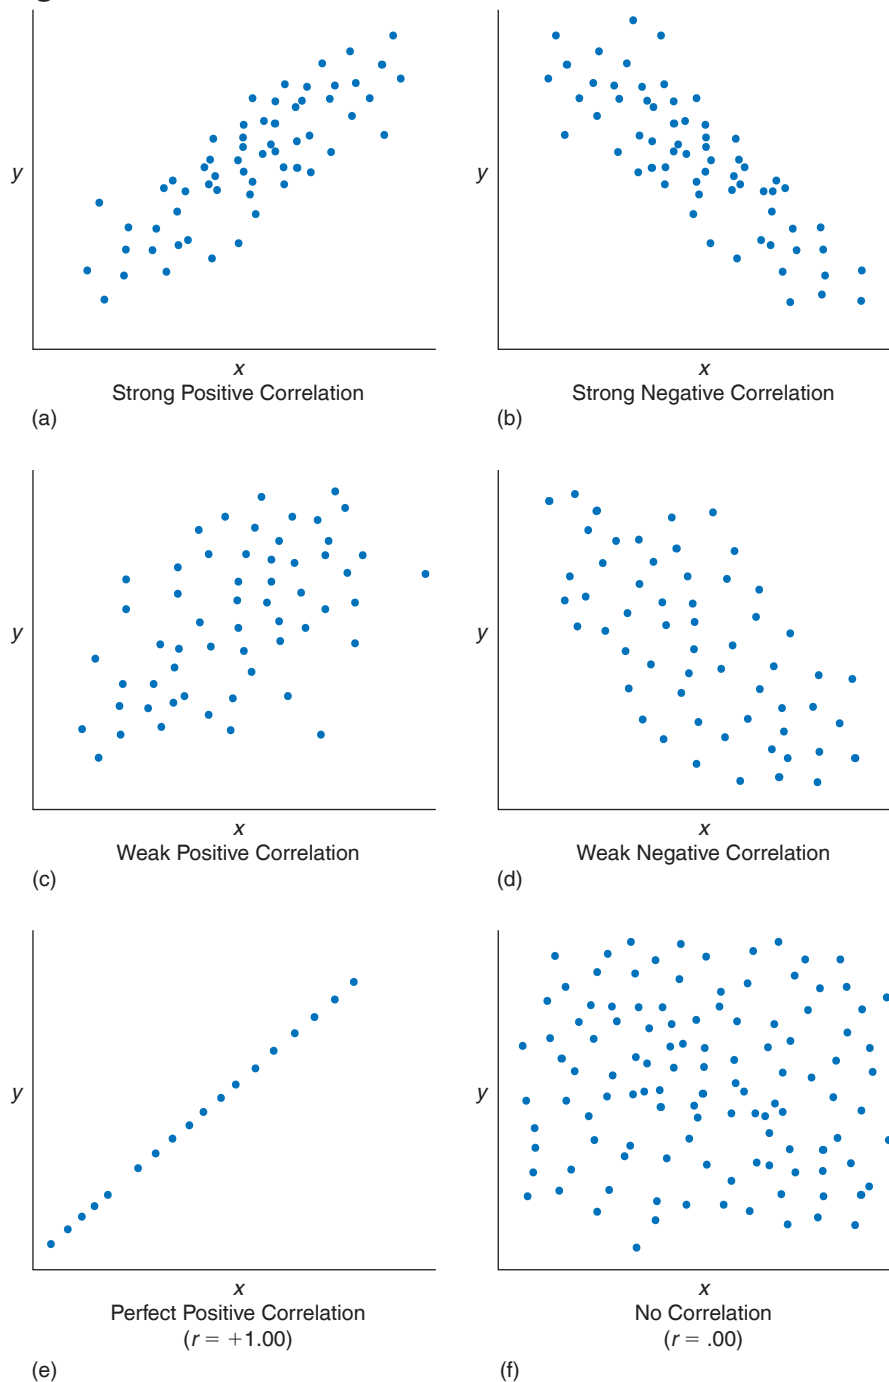 y
y
x
x
Strong Positive Correlation
Strong Negative Correlation
(a)
(b)
y
y
x
x
Weak Positive Correlation
Weak Negative Correlation
(c)
(d)
y
y
x
x
Perfect Positive Correlation
No Correlation
(r = +1.00)
(r = .00)
(e)
(f)